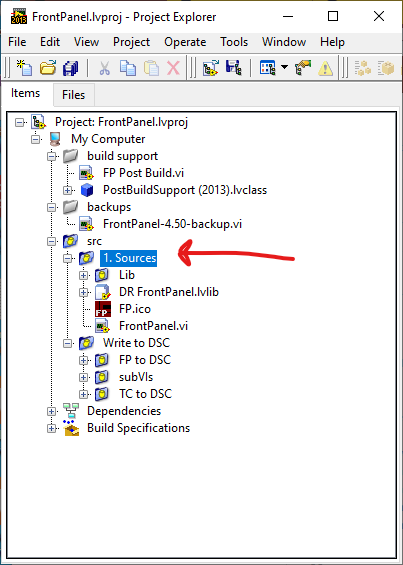 FrontPanel.lvproj - Project Explorer
File Edit View Project Operate Tools Window Help
Items Files
Project: FrontPanel.lvproj
My Computer
build support
FP Post Build.vi
PostBuildSupport (2013).lvclass
backups
FrontPanel-4.50-backup.vi
src
1. Sources
Lib
DR FrontPanel.lvlib
FP
FP.ico
FrontPanel.vi
Write to DSC
FP to DSC
subVIs
TC to DSC
Dependencies
Build Specifications